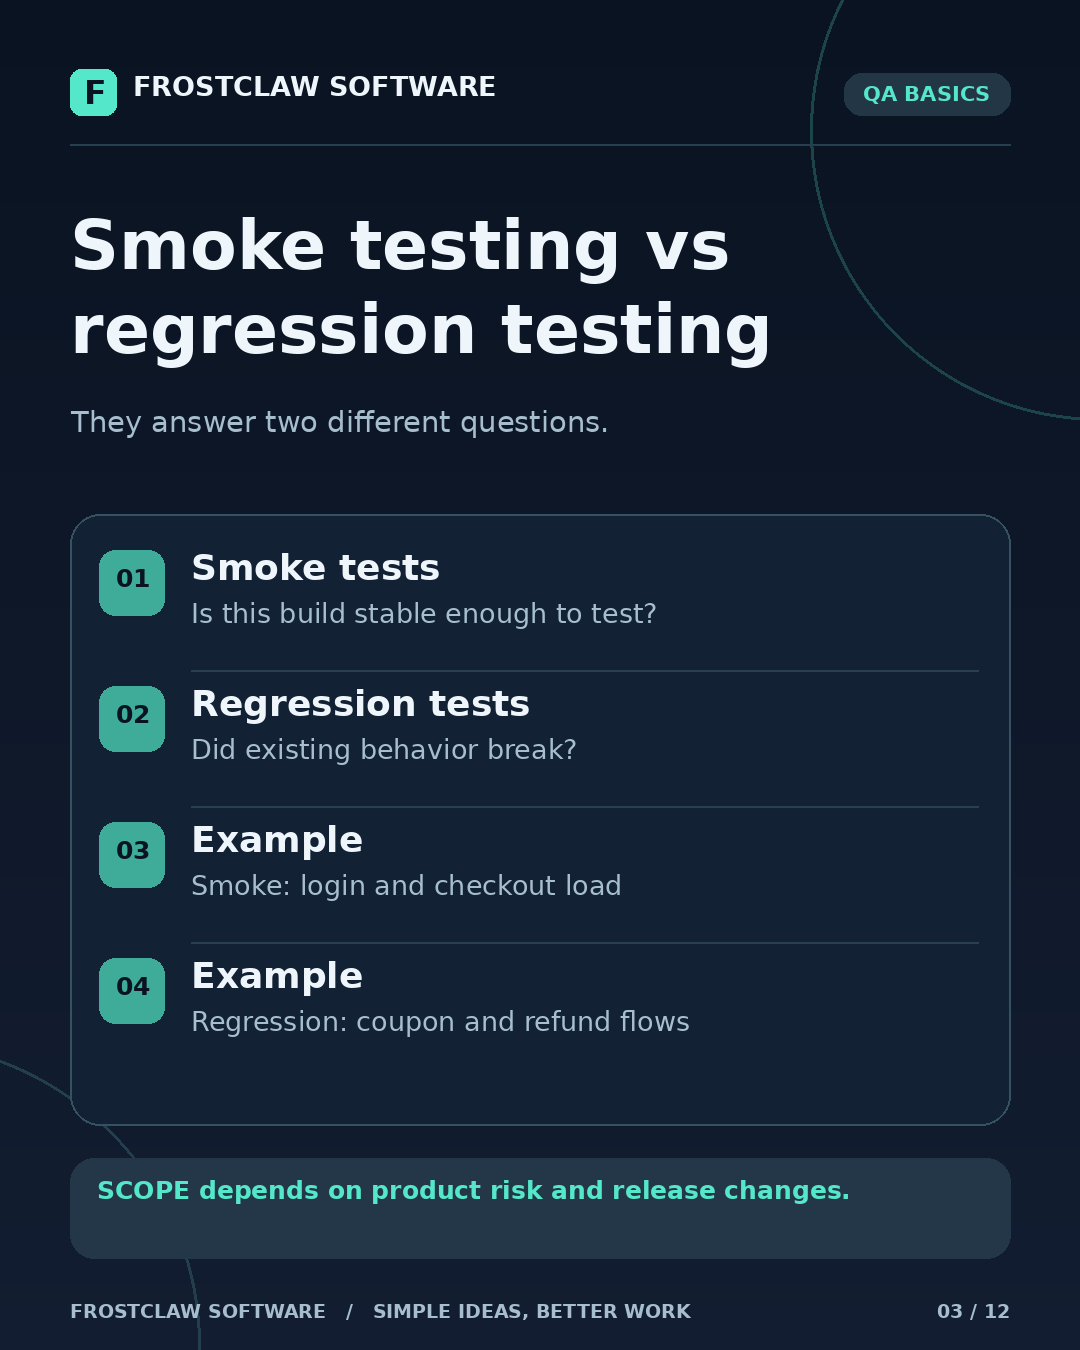 F FROSTCLAW SOFTWARE
QA BASICS
Smoke testing vs
regression testing
They answer two different questions.
01 Smoke tests
Is this build stable enough to test?
02 Regression tests
Did existing behavior break?
03 Example
Smoke: login and checkout load
04 Example
Regression: coupon and refund flows
SCOPE depends on product risk and release changes.
FROSTCLAW SOFTWARE / SIMPLE IDEAS, BETTER WORK
03 / 12